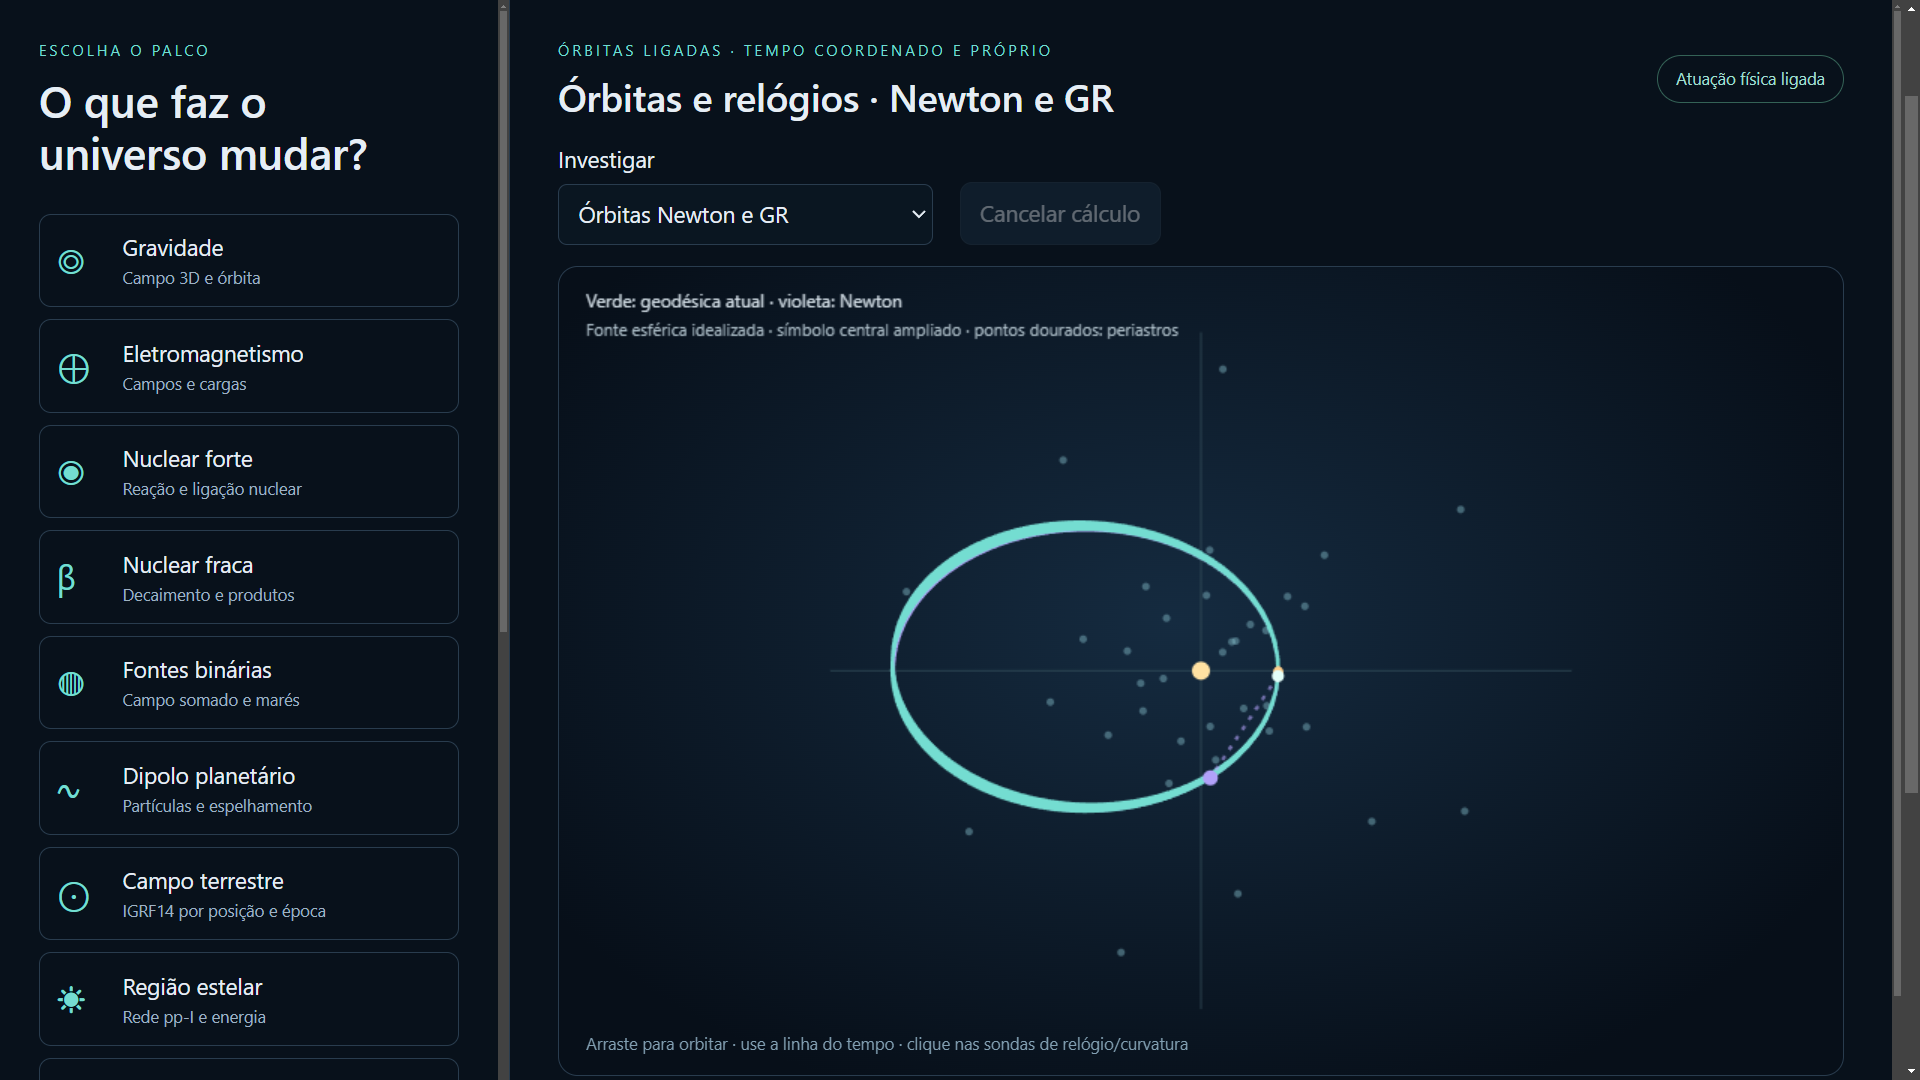 ESCOLHA O PALCO
O que faz o
universo mudar?
Gravidade
Campo 3D e órbita
Eletromagnetismo
Campos e cargas
Nuclear forte
Reação e ligação nuclear
β
Nuclear fraca
Decaimento e produtos
Fontes binárias
Campo somado e marés
Dipolo planetário
Partículas e espelhamento
Campo terrestre
IGRF14 por posição e época
Região estelar
Rede pp-I e energia
ÓRBITAS LIGADAS · TEMPO COORDENADO E PRÓPRIO
Órbitas e relógios · Newton e GR
Atuação física ligada
Investigar
Órbitas Newton e GR
Cancelar cálculo
Verde: geodésica atual · violeta: Newton
Fonte esférica idealizada · símbolo central ampliado · pontos dourados: periastros
Arraste para orbitar · use a linha do tempo · clique nas sondas de relógio/curvatura